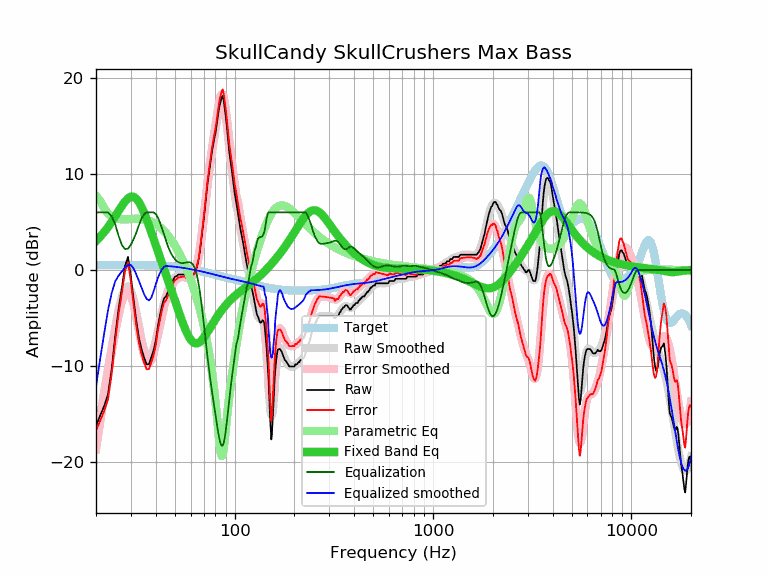 SkullCandy SkullCrushers Max Bass
Amplitude (dBr)
20
10
0
−10
−20
Target
Raw Smoothed
Error Smoothed
Raw
Error
Parametric Eq
Fixed Band Eq
Equalization
Equalized smoothed
100
1000
10000
Frequency (Hz)